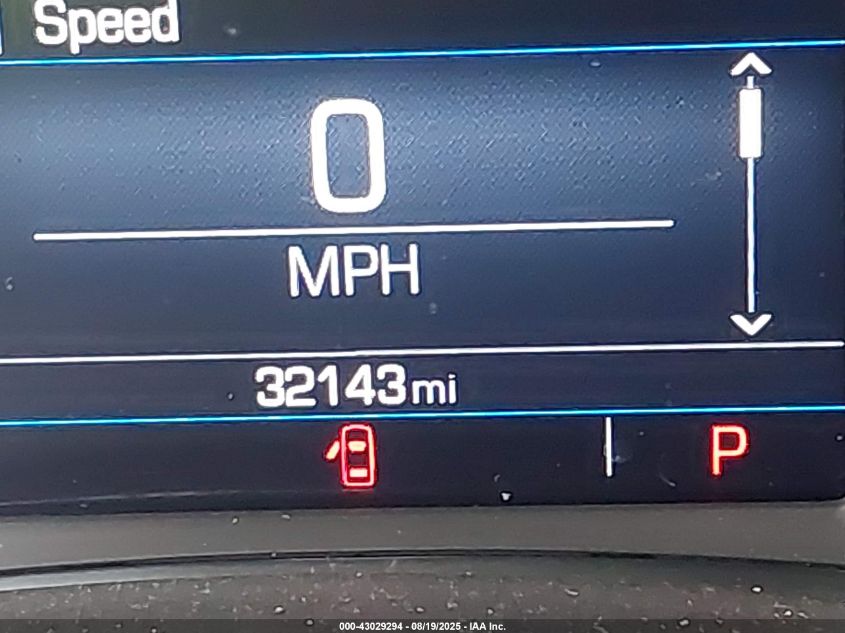 Speed
0
MPH
32143mi
P
000-43029294 - 08/19/2025 - IAA Inc.